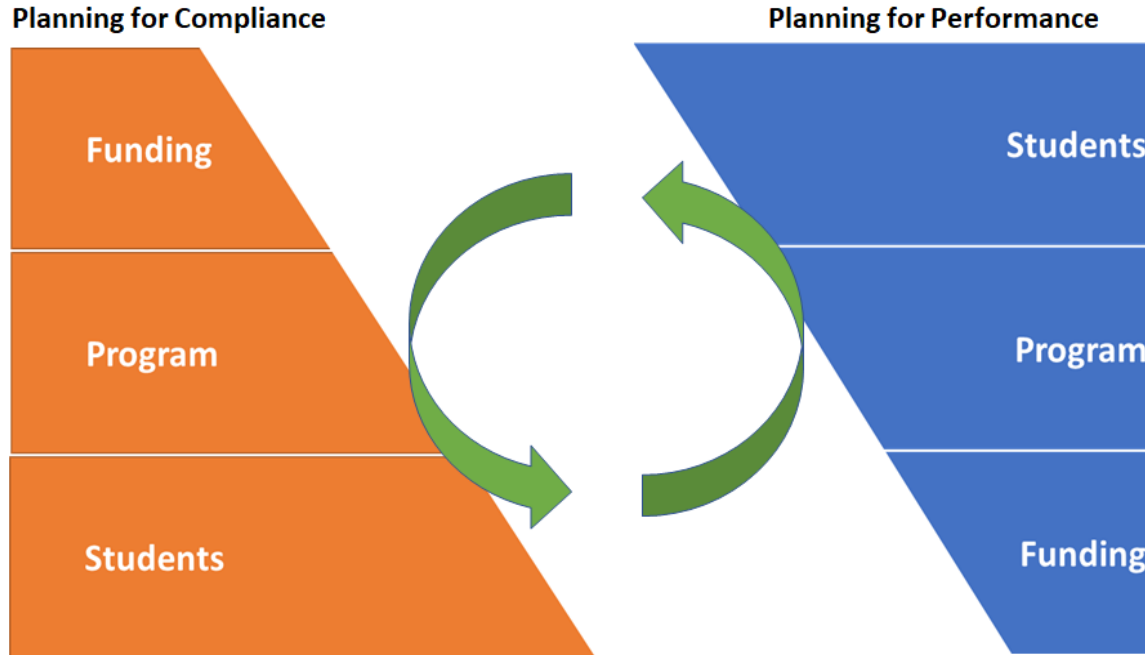 Planning for Compliance
Funding
Program
Students
Planning for Performance
Students
Program
Funding